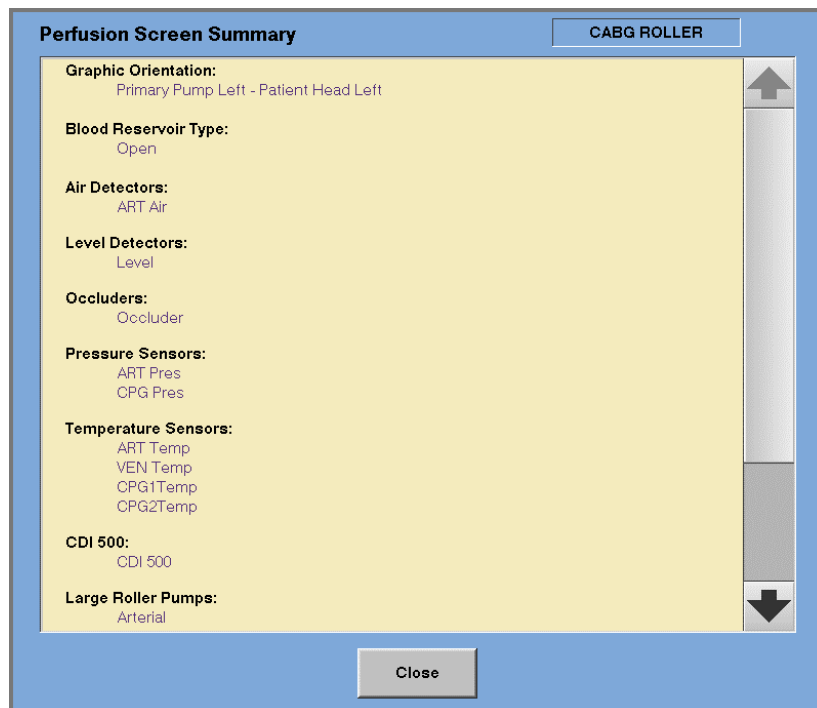 Perfusion Screen Summary
CABG ROLLER
Graphic Orientation:
Primary Pump Left - Patient Head Left
Blood Reservoir Type:
Open
Air Detectors:
ART Air
Level Detectors:
Level
Occluders:
Occluder
Pressure Sensors:
ART Pres
CPG Pres
Temperature Sensors:
ART Temp
VEN Temp
CPG1Temp
CPG2Temp
CDI 500:
CDI 500
Large Roller Pumps:
Arterial
Close